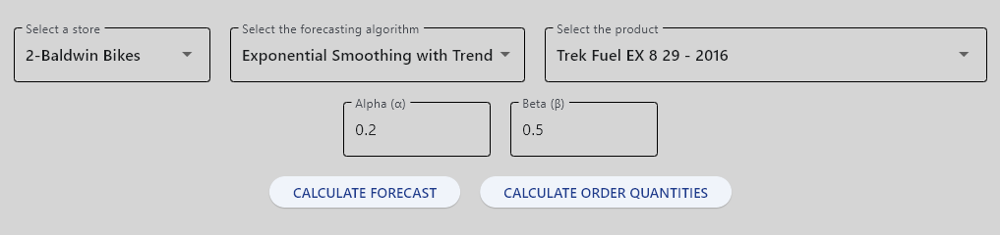 Select a store
Select the forecasting algorithm
Select the product
2-Baldwin Bikes
Exponential Smoothing with Trend
Trek Fuel EX 8 29 - 2016
Alpha (α)
Beta (β)
0.2
0.5
CALCULATE FORECAST
CALCULATE ORDER QUANTITIES